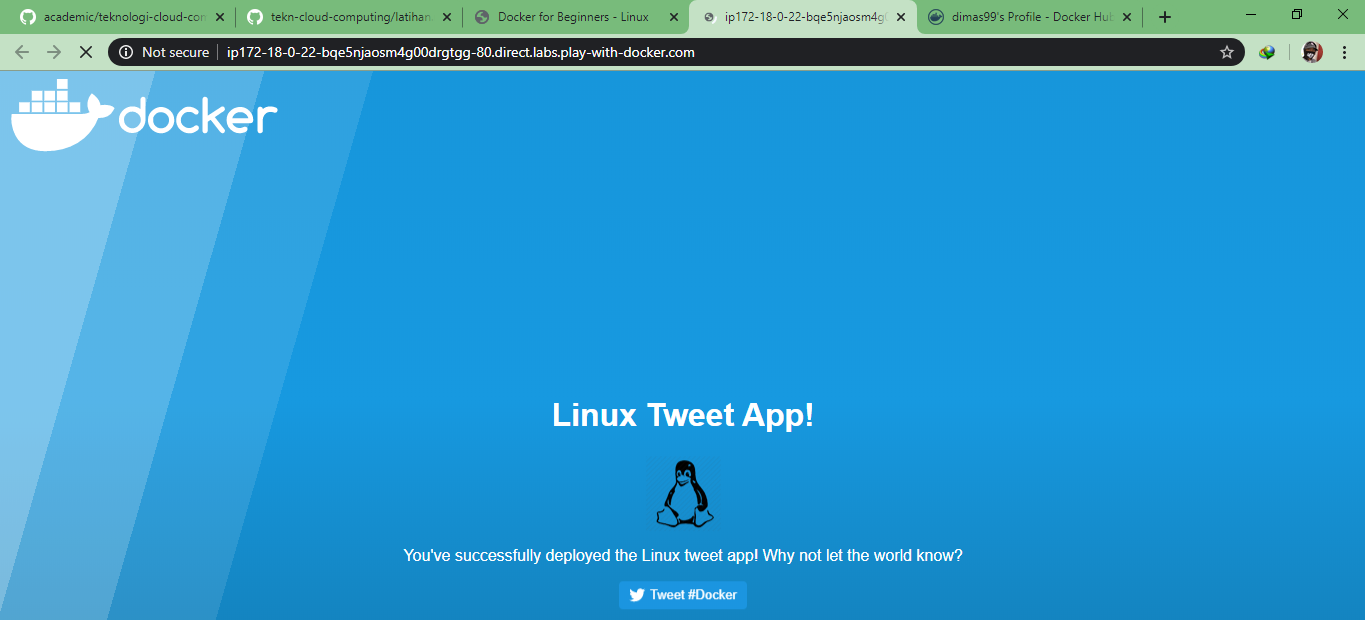 academic/teknologi-cloud-con
tekn-cloud-computing/latihan
Docker for Beginners - Linux
ip172-18-0-22-bqe5njaosm4g0
dimas99's Profile - Docker Hub
Not secure
ip172-18-0-22-bqe5njaosm4g00drgtgg-80.direct.labs.play-with-docker.com
docker
Linux Tweet App!
You've successfully deployed the Linux tweet app! Why not let the world know?
Tweet #Docker